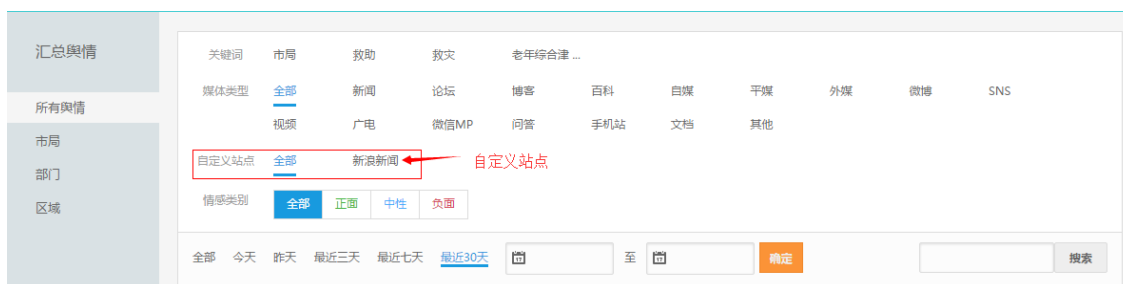 汇总舆情
所有舆情
市局
部门
区域
关键词 市局 救助 救灾 老年综合津 ...
媒体类型 全部 新闻 论坛 博客 百科 自媒 平媒 外媒 微博 SNS
视频 广电 微信MP 问答 手机站 文档 其他
自定义站点 全部 新浪新闻 自定义站点
情感类别 全部 正面 中性 负面
全部 今天 昨天 最近三天 最近七天 最近30天 17 至 17 确定 搜索